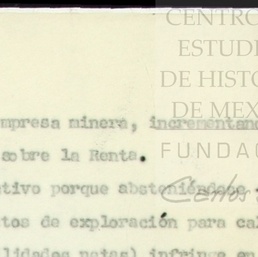 CENTRO
ESTUDI
DE HISTO
DE MEX
FUNDA
Carlos
mpresa minera, incrementand
sobre la Renta.
tivo porque absteniéndose
tos de exploración para cal
lidades netas) infringe en